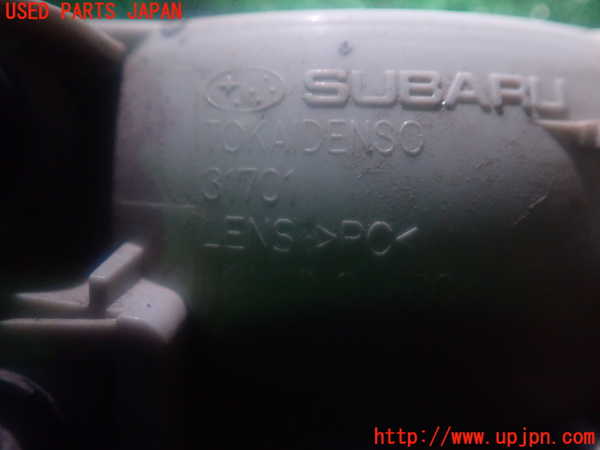 USED PARTS JAPAN
SUBARU
TOKAIDENSO
31701
LENS >PC<
http://www.upjpn.com